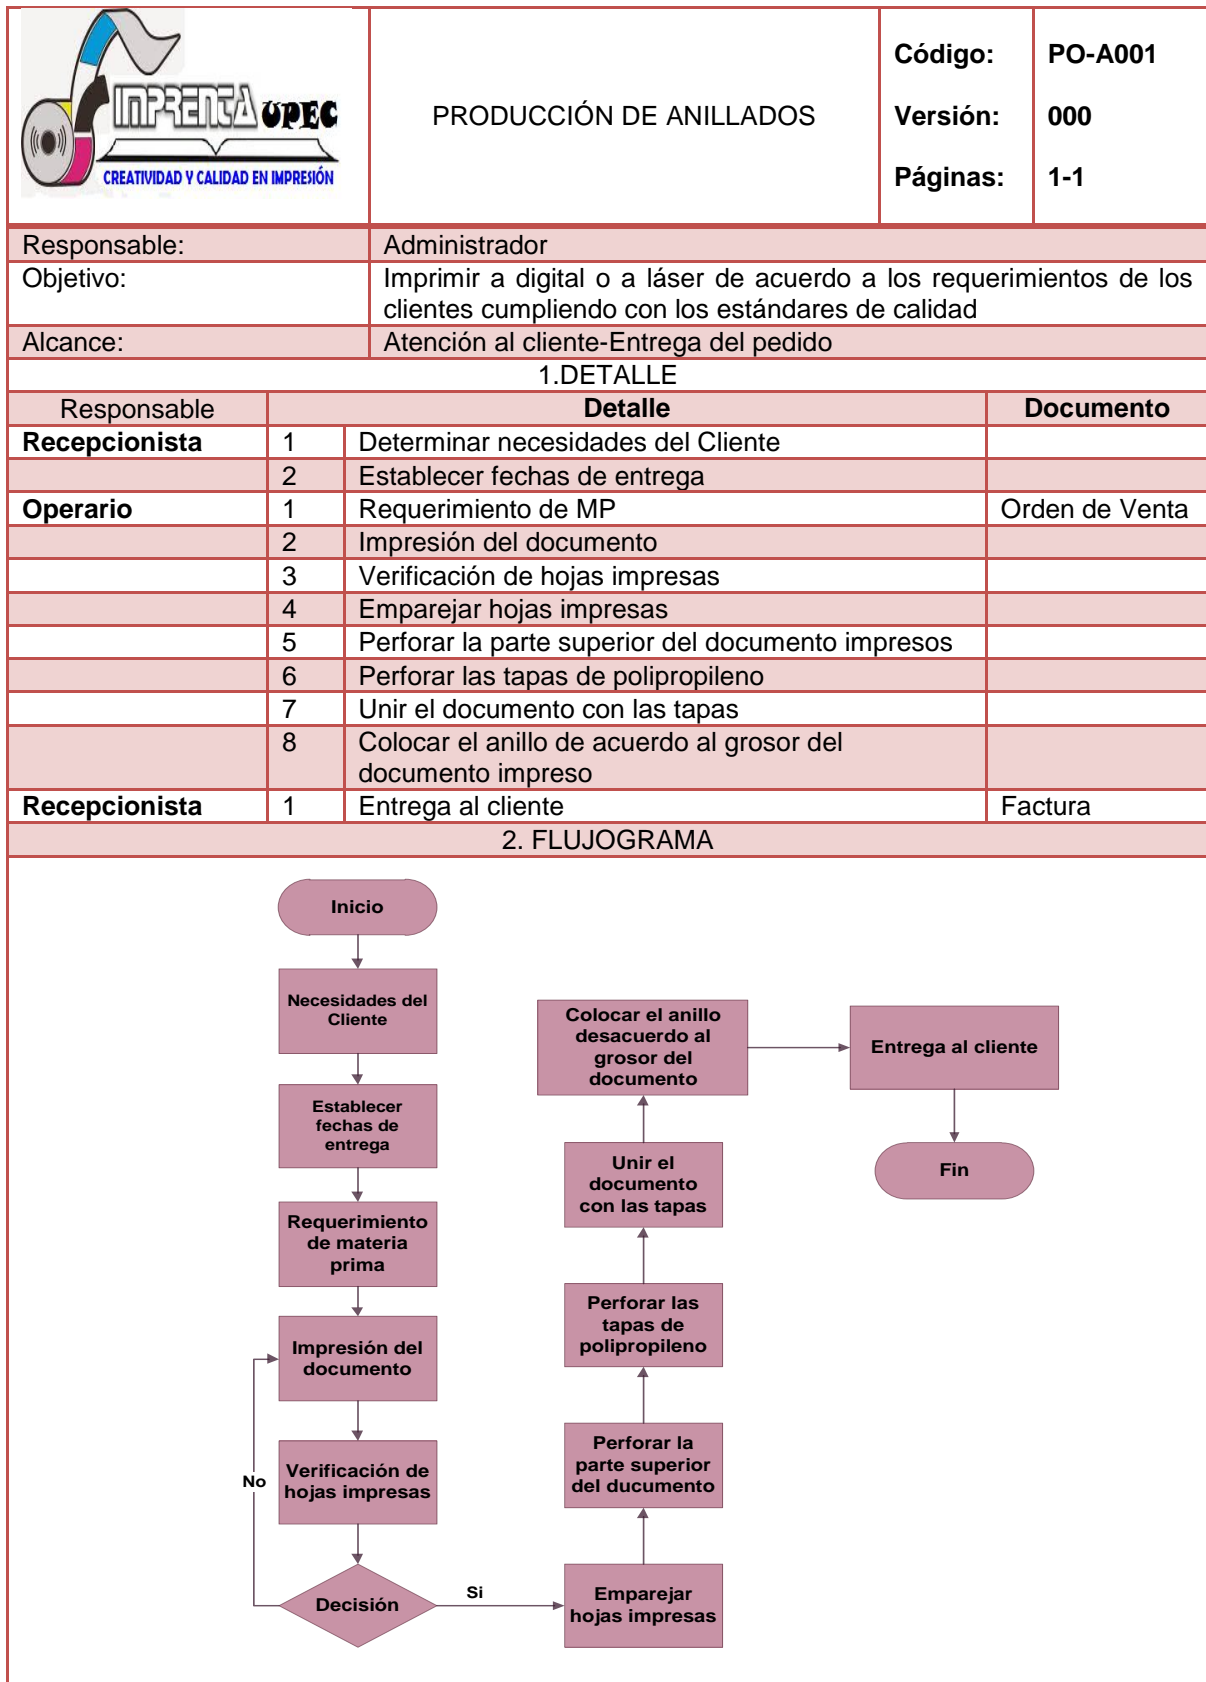 IMPRENTA UPEC
CREATIVIDAD Y CALIDAD EN IMPRESIÓN
PRODUCCIÓN DE ANILLADOS
Código: PO-A001
Versión: 000
Páginas: 1-1
Responsable: Administrador
Objetivo: Imprimir a digital o a láser de acuerdo a los requerimientos de los
clientes cumpliendo con los estándares de calidad
Alcance: Atención al cliente-Entrega del pedido
1.DETALLE
Responsable Detalle Documento
Recepcionista 1 Determinar necesidades del Cliente
2 Establecer fechas de entrega
Operario 1 Requerimiento de MP Orden de Venta
2 Impresión del documento
3 Verificación de hojas impresas
4 Emparejar hojas impresas
5 Perforar la parte superior del documento impresos
6 Perforar las tapas de polipropileno
7 Unir el documento con las tapas
8 Colocar el anillo de acuerdo al grosor del
documento impreso
Recepcionista 1 Entrega al cliente Factura
2. FLUJOGRAMA
Inicio
Necesidades del
Cliente
Establecer
fechas de
entrega
Requerimiento
de materia
prima
Impresión del
documento
Verificación de
hojas impresas
No
Decisión
Si
Emparejar
hojas impresas
Perforar la
parte superior
del ducumento
Perforar las
tapas de
polipropileno
Unir el
documento
con las tapas
Colocar el anillo
desacuerdo al
grosor del
documento
Entrega al cliente
Fin